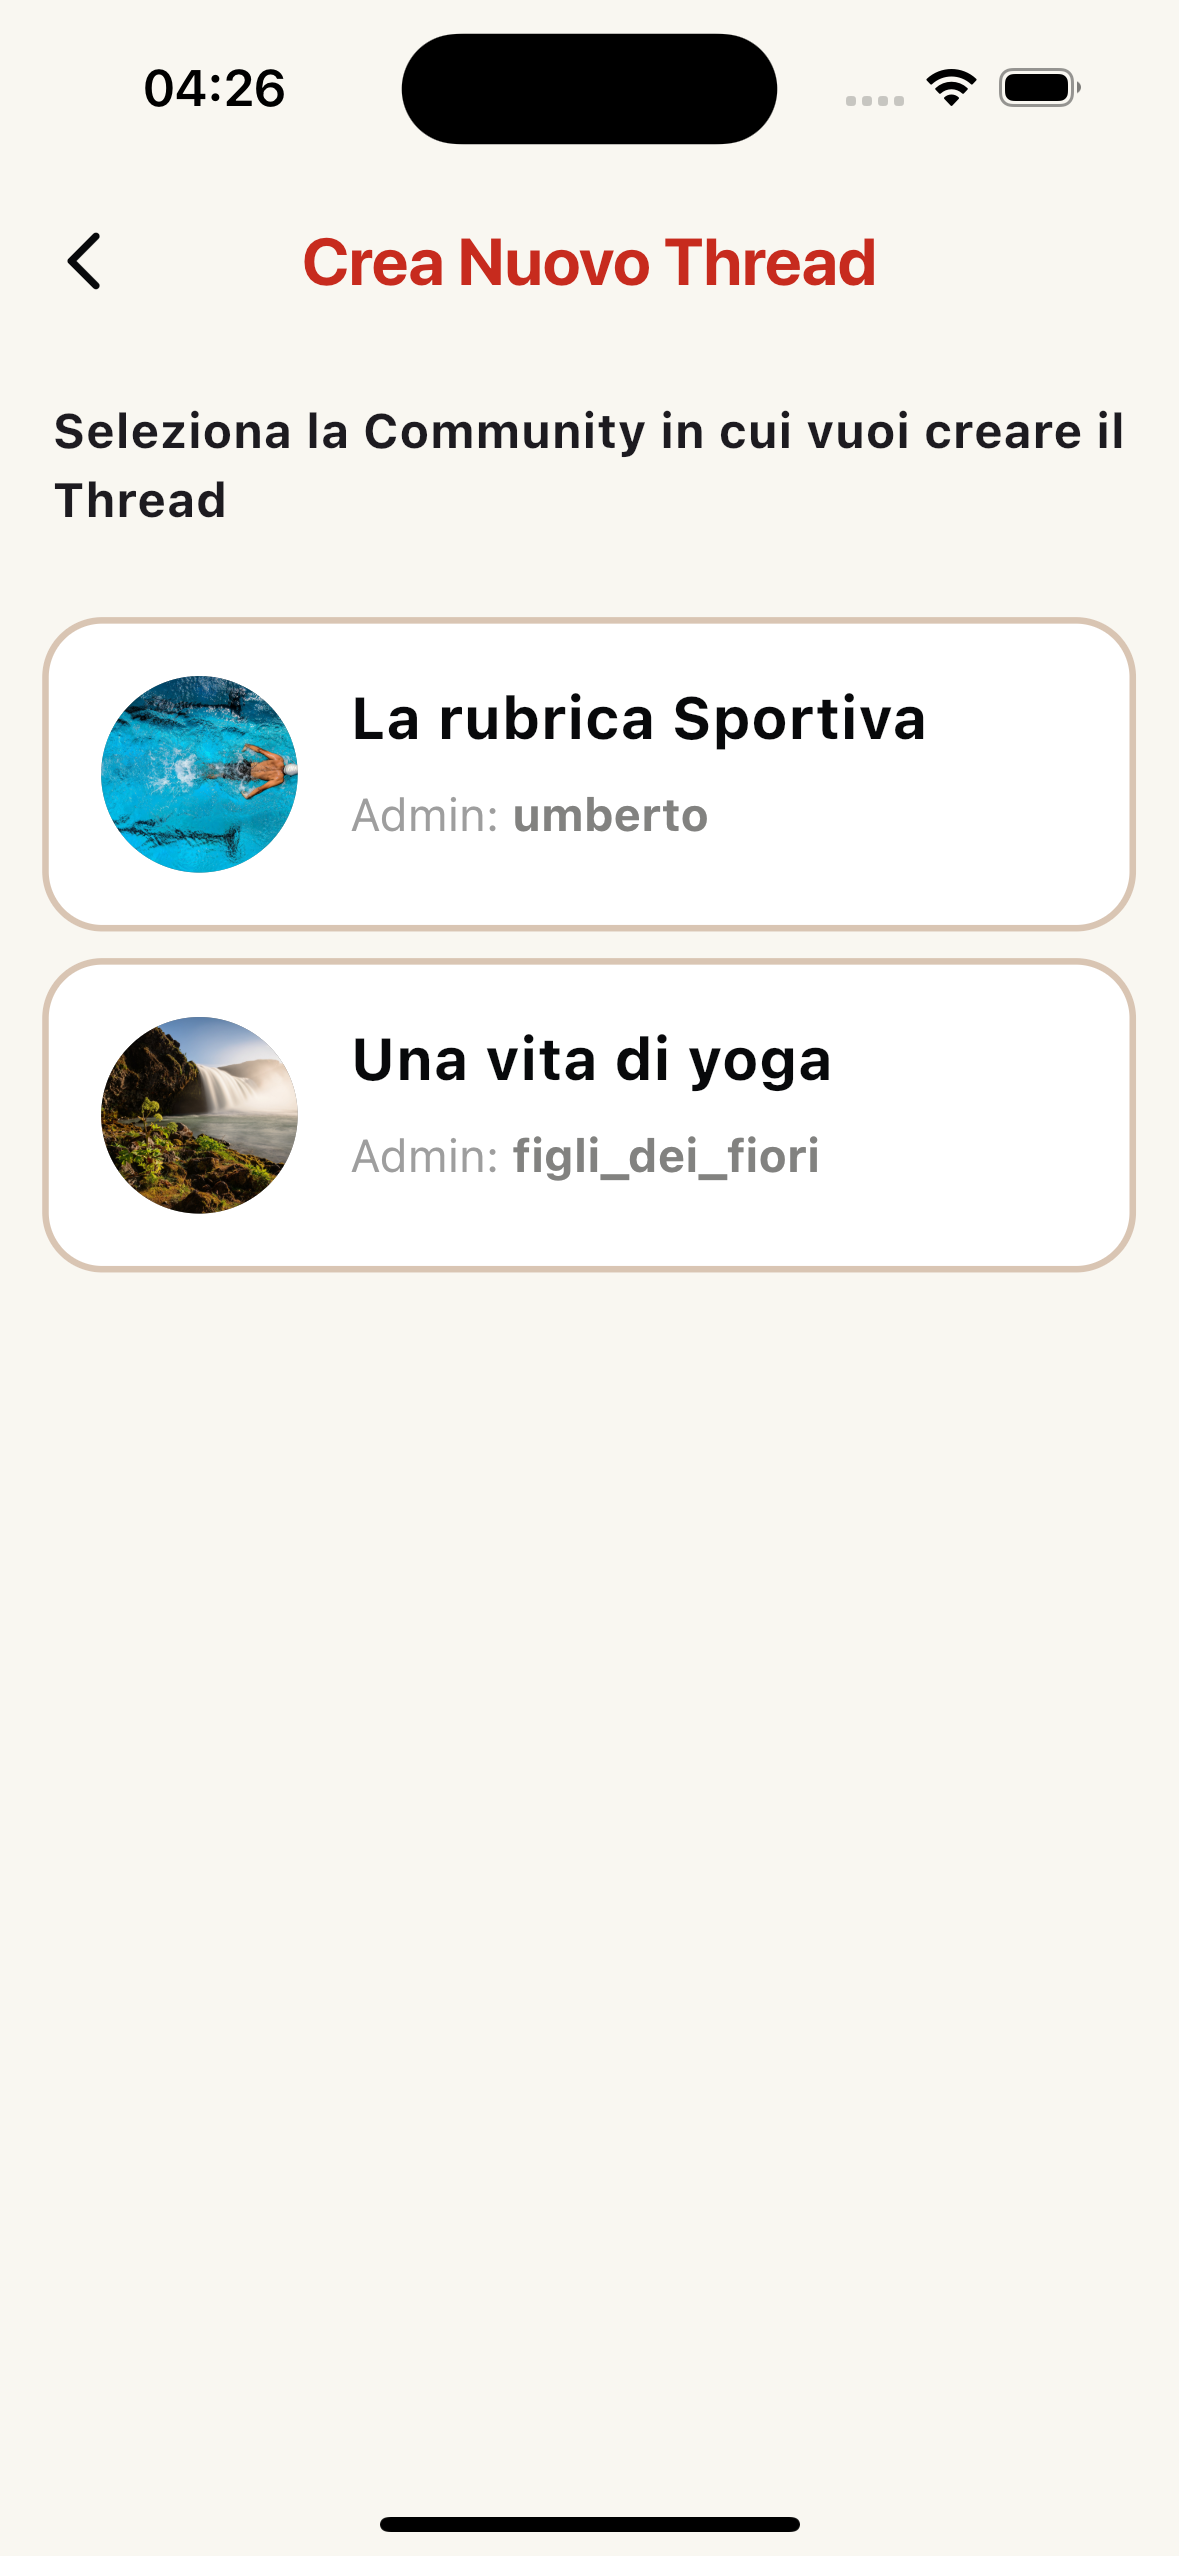 04:26
Crea Nuovo Thread
Seleziona la Community in cui vuoi creare il
Thread
La rubrica Sportiva
Admin: umberto
Una vita di yoga
Admin: figli_dei_fiori